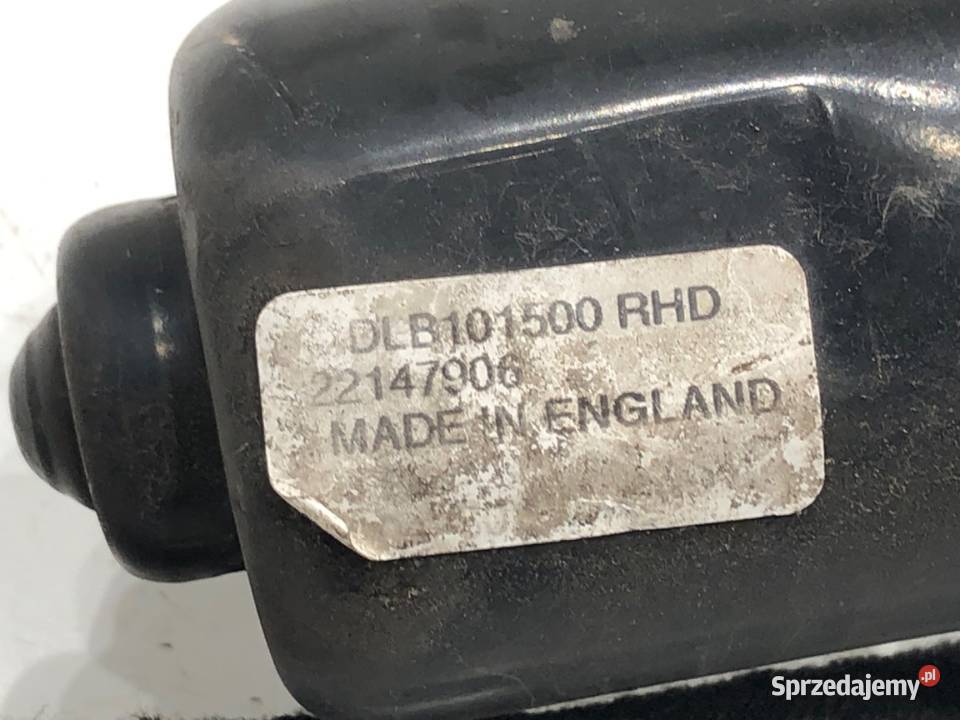 DLB101500 RHD
22147906
MADE IN ENGLAND
Sprzedajemy.pl